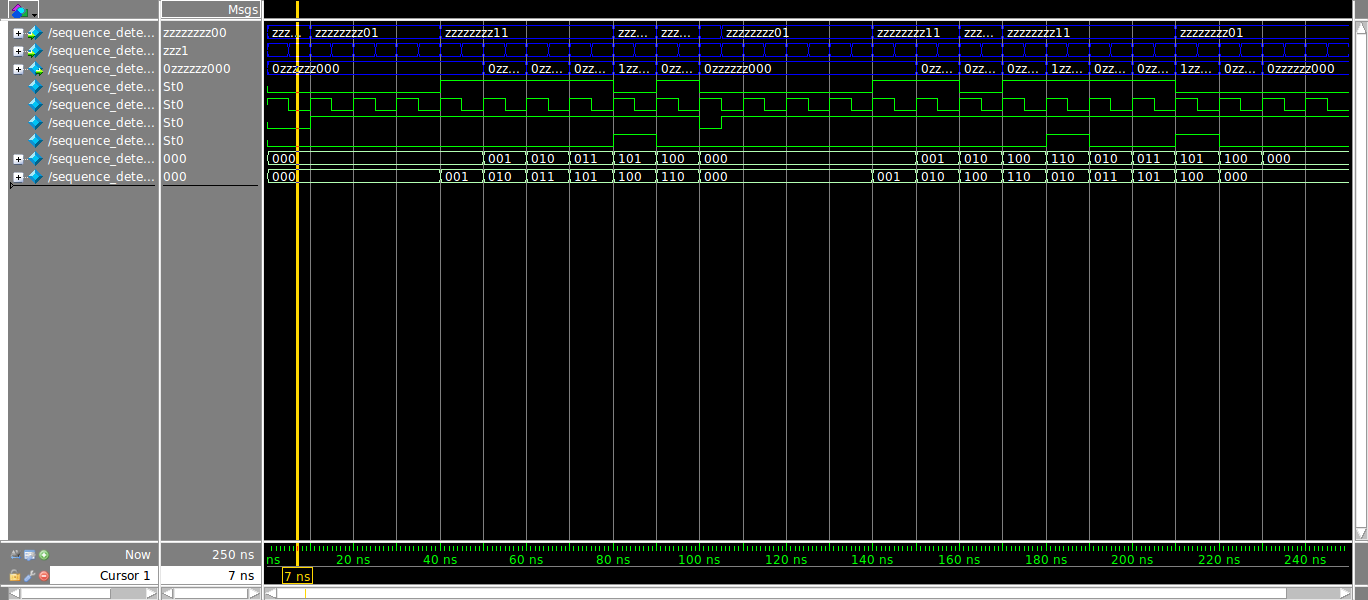 Msgs
/sequence_dete... zzzzzzzz00 zzz... zzzzzzzz01 zzzzzzzz11 zzz... zzz... zzzzzzzz01 zzzzzzzz11 zzz... zzzzzzzz11 zzzzzzzz01
/sequence_dete... zzz1
/sequence_dete... 0zzzzzz000 0zzzzzz000 0zz... 0zz... 0zz... 1zz... 0zz... 0zzzzzz000 0zz... 0zz... 0zz... 1zz... 0zz... 0zz... 1zz... 0zz... 0zzzzzz000
/sequence_dete... St0
/sequence_dete... St0
/sequence_dete... St0
/sequence_dete... St0
/sequence_dete... 000 000 001 010 011 101 100 000 001 010 100 110 010 011 101 100 000
/sequence_dete... 000 000 001 010 011 101 100 110 000 001 010 100 110 010 011 101 100 000
Now 250 ns ns 20 ns 40 ns 60 ns 80 ns 100 ns 120 ns 140 ns 160 ns 180 ns 200 ns 220 ns 240 ns
Cursor 1 7 ns 7 ns